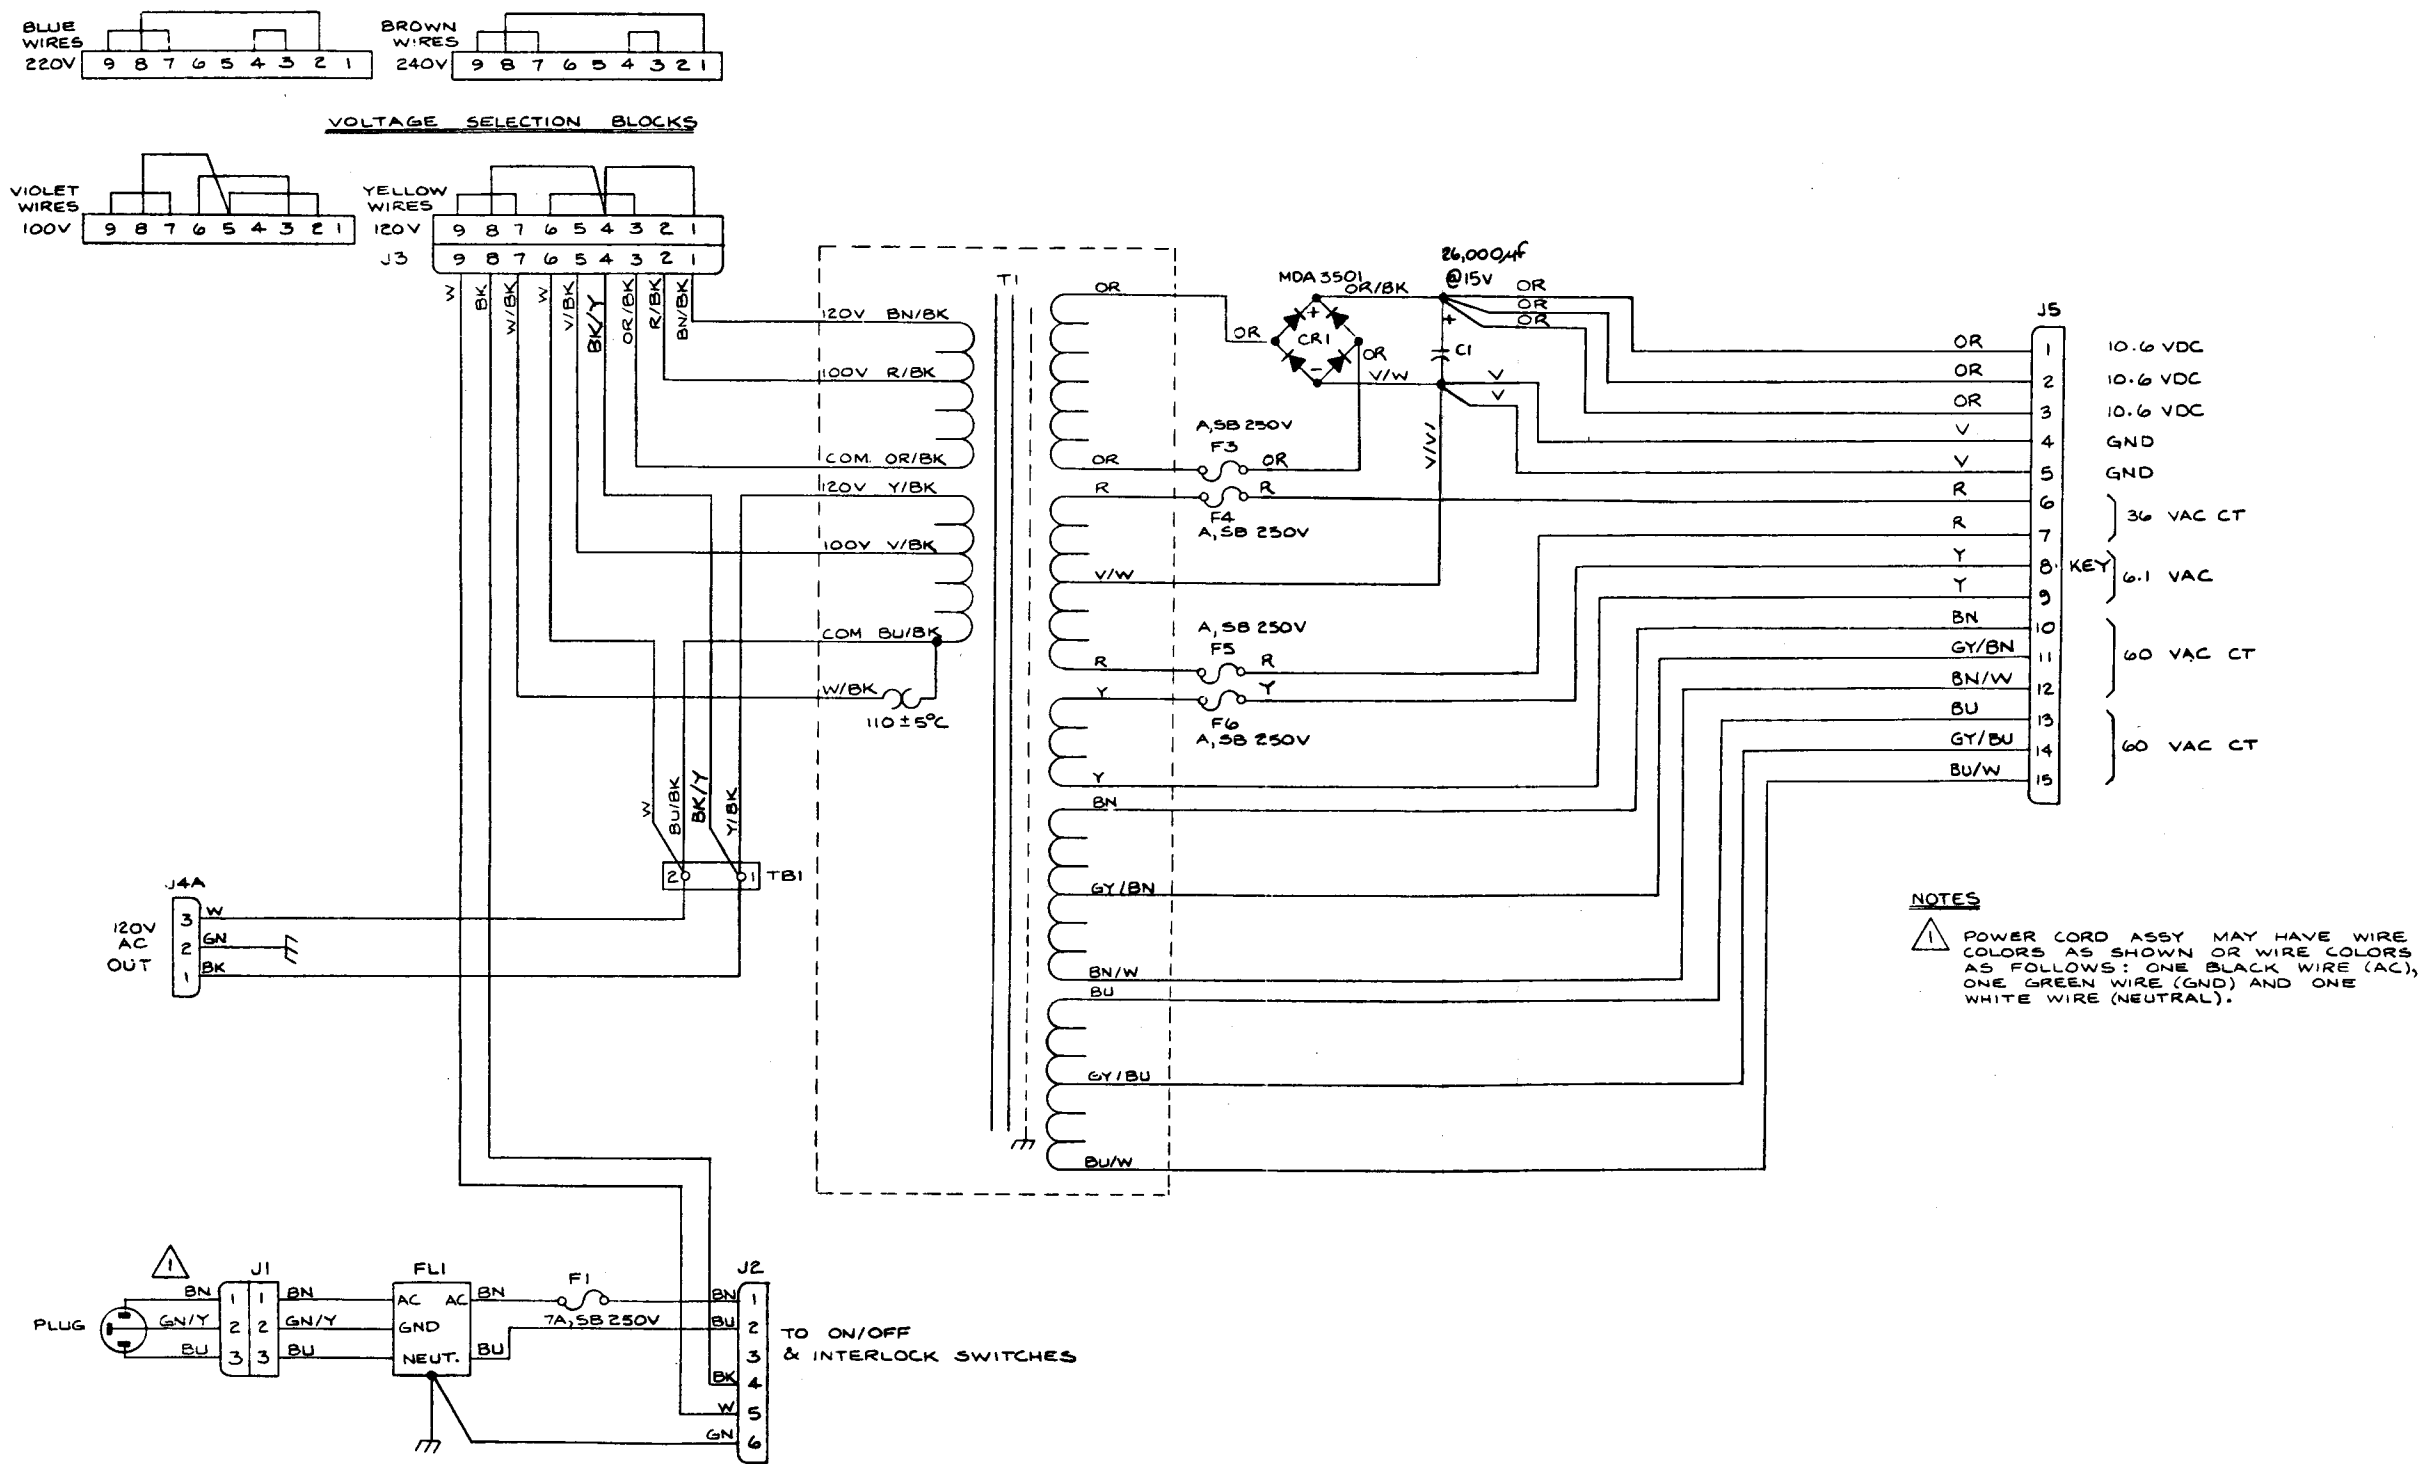 BLUE
WIRES
220V
9 8 7 6 5 4 3 2 1
BROWN
WIRES
240V
9 8 7 6 5 4 3 2 1
VOLTAGE SELECTION BLOCKS
VIOLET
WIRES
100V
9 8 7 6 5 4 3 2 1
YELLOW
WIRES
120V
9 8 7 6 5 4 3 2 1
J3
9 8 7 6 5 4 3 2 1
W
BK
W/BK
W
V/BK
BK/Y
OR/BK
R/BK
BN/BK
T1
120V BN/BK
100V R/BK
COM. OR/BK
120V Y/BK
100V V/BK
COM BU/BK
W/BK
110±5°C
W
BU/BK
BK/Y
Y/BK
2 1 TB1
J4A
120V
AC
OUT
3 W
2 GN
1 BK
OR
OR
R
V/W
R
Y
Y
BN
GY/BN
BN/W
BU
GY/BU
BU/W
MDA 3501
OR/BK
OR
+
CR1
-
OR
V/W
26,000µf
@15V
+
C1
OR
OR
OR
V
V
V/W
A,SB 250V
F3
OR
R
F4
A,SB 250V
A,SB 250V
F5
R
Y
F6
A,SB 250V
J5
OR 1 10.6 VDC
OR 2 10.6 VDC
OR 3 10.6 VDC
V 4 GND
V 5 GND
R 6
36 VAC CT
R 7
Y 8 KEY
6.1 VAC
Y 9
BN 10
GY/BN 11
60 VAC CT
BN/W 12
BU 13
GY/BU 14
60 VAC CT
BU/W 15
NOTES
1 POWER CORD ASSY MAY HAVE WIRE
COLORS AS SHOWN OR WIRE COLORS
AS FOLLOWS: ONE BLACK WIRE (AC),
ONE GREEN WIRE (GND) AND ONE
WHITE WIRE (NEUTRAL).
1
PLUG
J1
BN 1 1 BN
GN/Y 2 2 GN/Y
BU 3 3 BU
FL1
AC AC
GND
NEUT.
BN
BU
F1
7A,SB 250V
J2
BN 1
BU 2
3
BK 4
W 5
GN 6
TO ON/OFF
& INTERLOCK SWITCHES